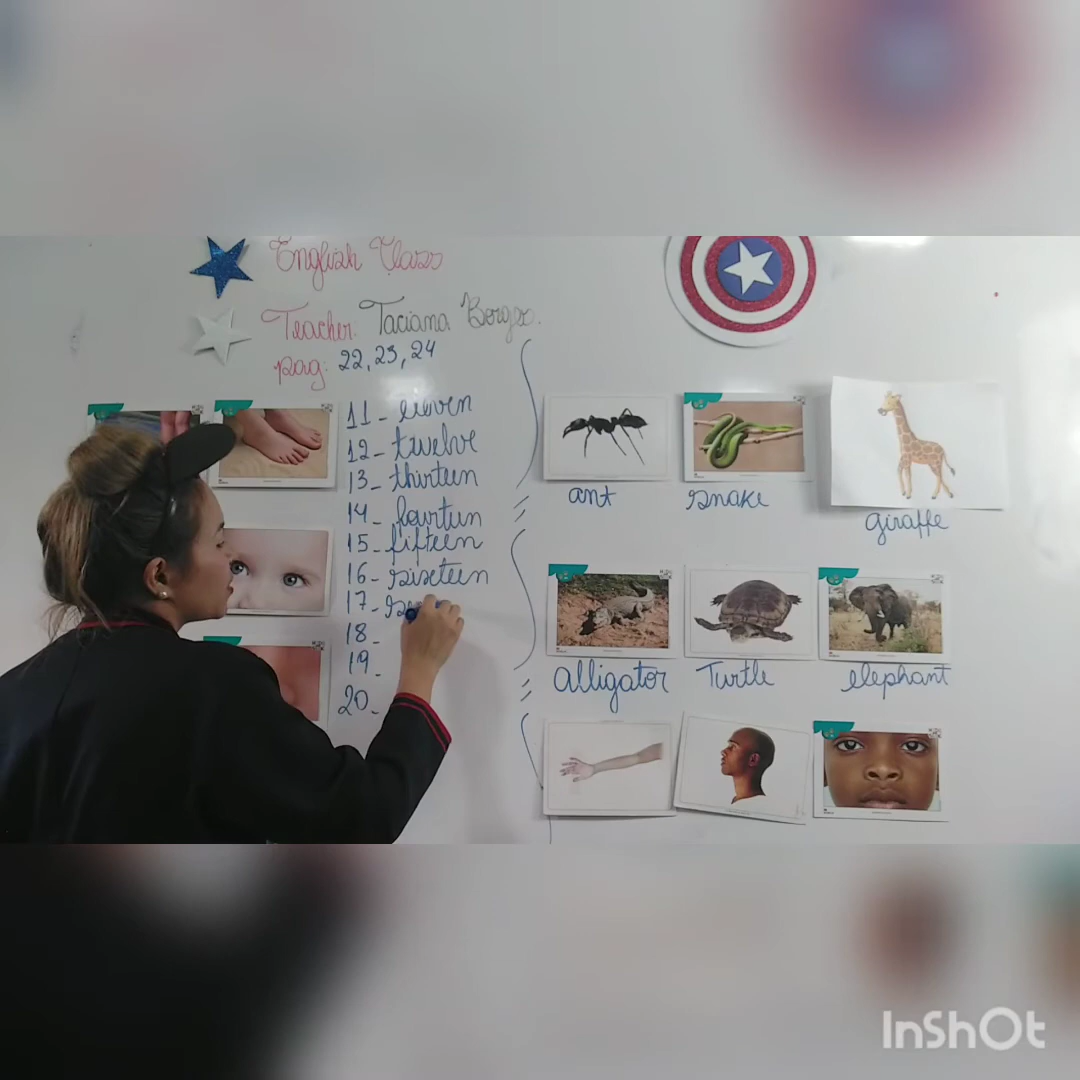 English Class
Teacher: Taciana Borges.
pag: 22, 23, 24
11 - eleven
12 - twelve
13 - thirteen
14 - fourteen
15 - fifteen
16 - sixteen
17 - se
18 -
19 -
20 -
ant
snake
giraffe
alligator
Turtle
elephant
InShOt